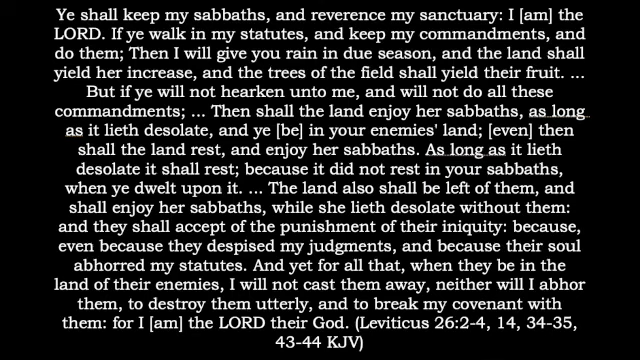 Ye shall keep my sabbaths, and reverence my sanctuary: I [am] the
LORD. If ye walk in my statutes, and keep my commandments, and
do them; Then I will give you rain in due season, and the land shall
yield her increase, and the trees of the field shall yield their fruit. ...
But if ye will not hearken unto me, and will not do all these
commandments; ... Then shall the land enjoy her sabbaths, as long
as it lieth desolate, and ye [be] in your enemies' land; [even] then
shall the land rest, and enjoy her sabbaths. As long as it lieth
desolate it shall rest; because it did not rest in your sabbaths,
when ye dwelt upon it. ... The land also shall be left of them, and
shall enjoy her sabbaths, while she lieth desolate without them:
and they shall accept of the punishment of their iniquity: because,
even because they despised my judgments, and because their soul
abhorred my statutes. And yet for all that, when they be in the
land of their enemies, I will not cast them away, neither will I abhor
them, to destroy them utterly, and to break my covenant with
them: for I [am] the LORD their God. (Leviticus 26:2-4, 14, 34-35,
43-44 KJV)